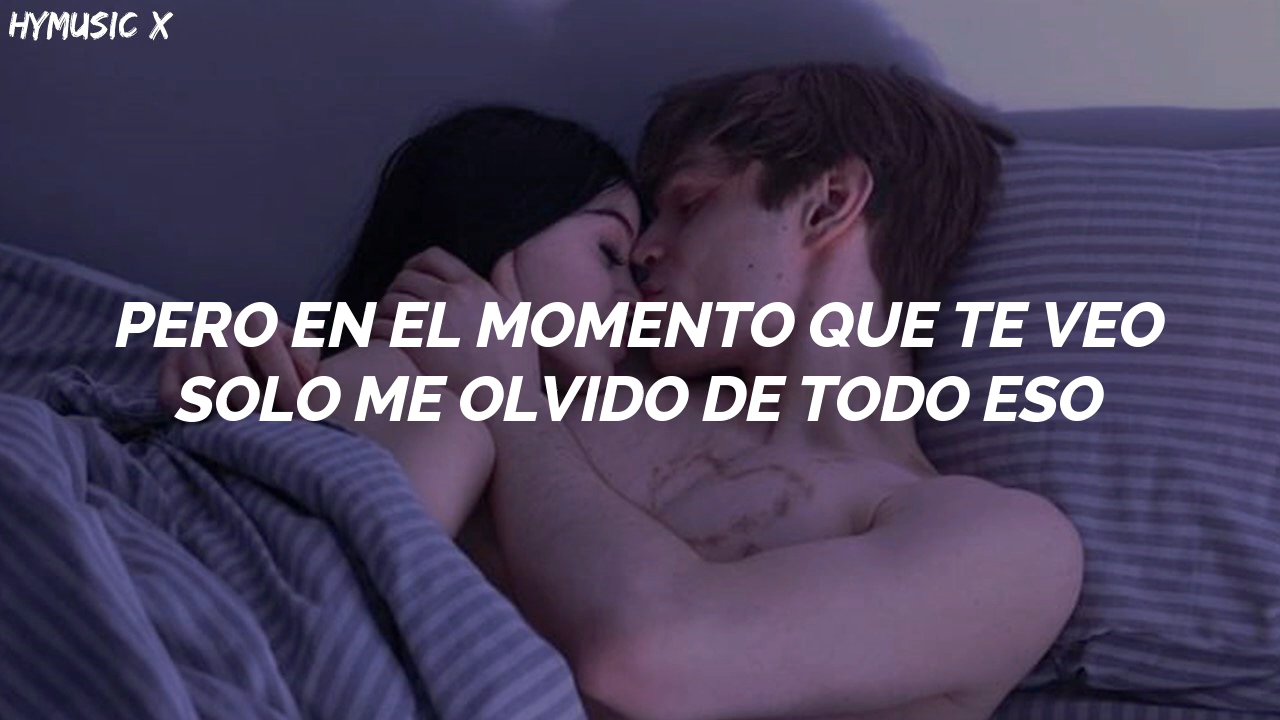 HYMUSIC X
PERO EN EL MOMENTO QUE TE VEO
SOLO ME OLVIDO DE TODO ESO